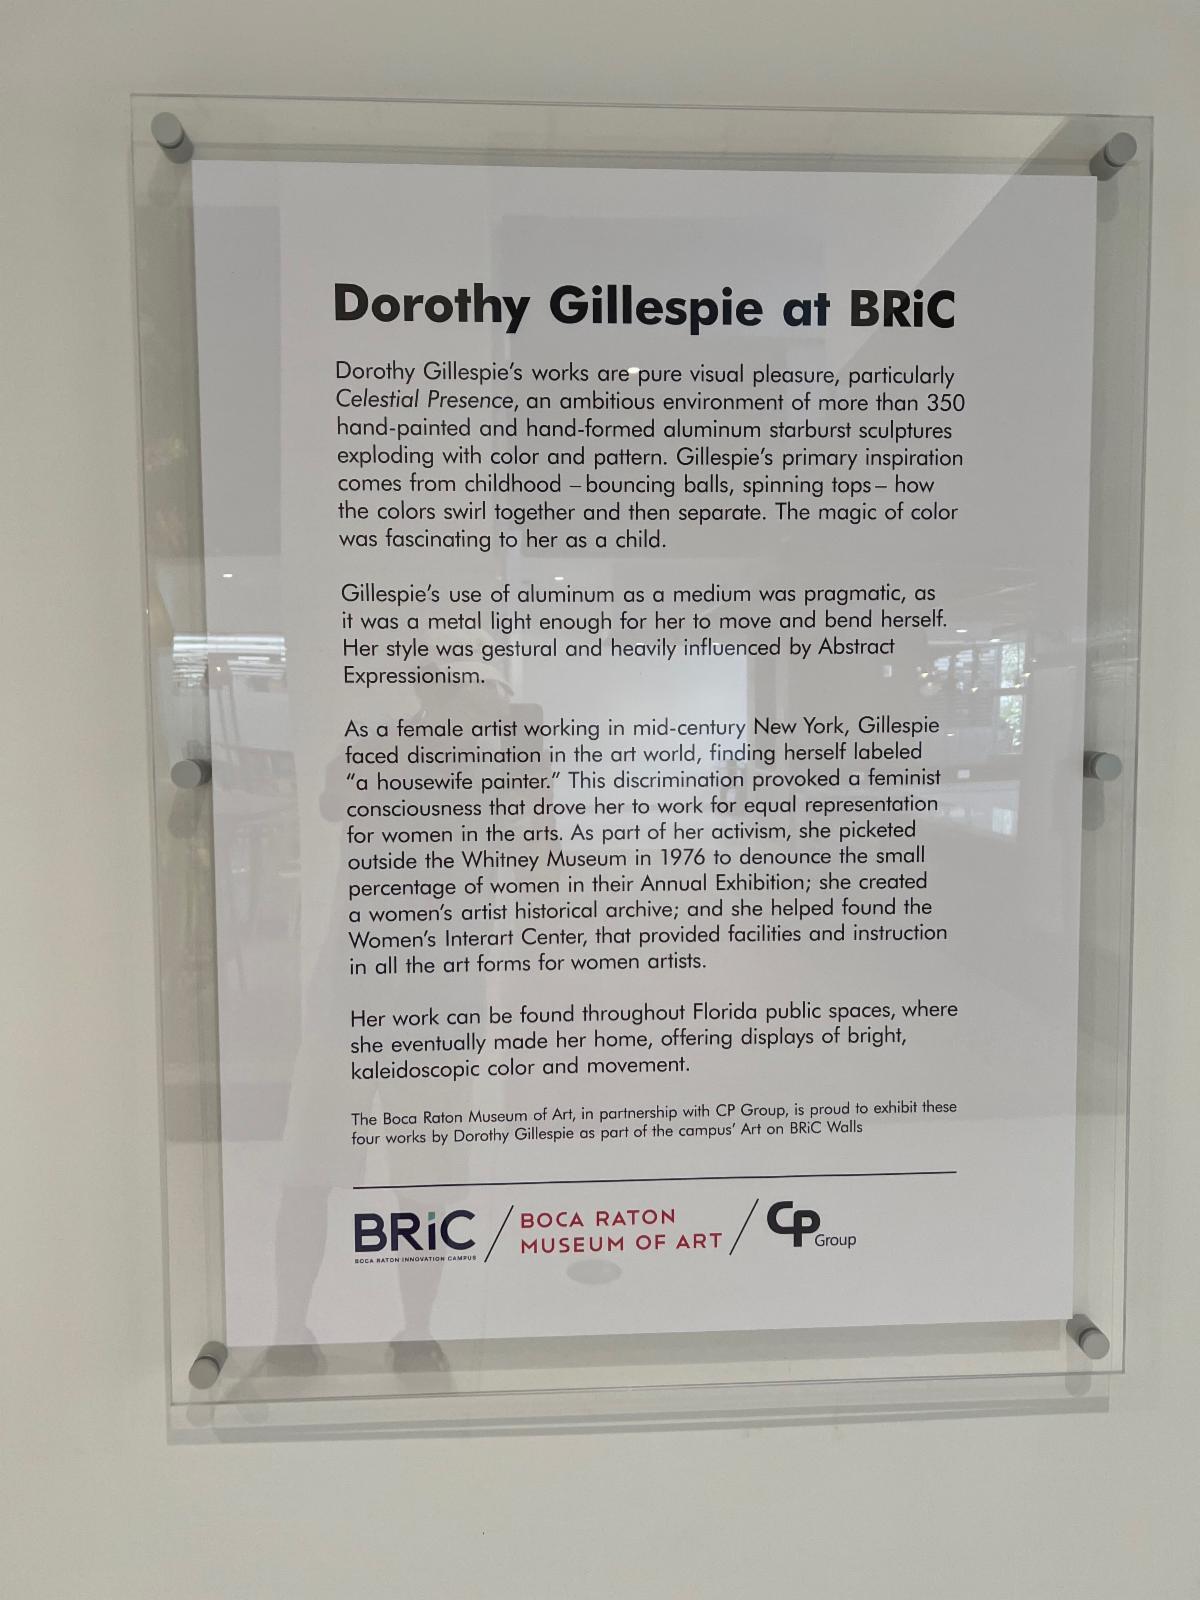 Dorothy Gillespie at BRiC
Dorothy Gillespie's works are pure visual pleasure, particularly
Celestial Presence, an ambitious environment of more than 350
hand-painted and hand-formed aluminum starburst sculptures
exploding with color and pattern. Gillespie's primary inspiration
comes from childhood – bouncing balls, spinning tops – how
the colors swirl together and then separate. The magic of color
was fascinating to her as a child.
Gillespie's use of aluminum as a medium was pragmatic, as
it was a metal light enough for her to move and bend herself.
Her style was gestural and heavily influenced by Abstract
Expressionism.
As a female artist working in mid-century New York, Gillespie
faced discrimination in the art world, finding herself labeled
"a housewife painter." This discrimination provoked a feminist
consciousness that drove her to work for equal representation
for women in the arts. As part of her activism, she picketed
outside the Whitney Museum in 1976 to denounce the small
percentage of women in their Annual Exhibition; she created
a women's artist historical archive; and she helped found the
Women's Interart Center, that provided facilities and instruction
in all the art forms for women artists.
Her work can be found throughout Florida public spaces, where
she eventually made her home, offering displays of bright,
kaleidoscopic color and movement.
The Boca Raton Museum of Art, in partnership with CP Group, is proud to exhibit these
four works by Dorothy Gillespie as part of the campus' Art on BRiC Walls
BRiC
BOCA RATON INNOVATION CAMPUS
BOCA RATON
MUSEUM OF ART
CP Group